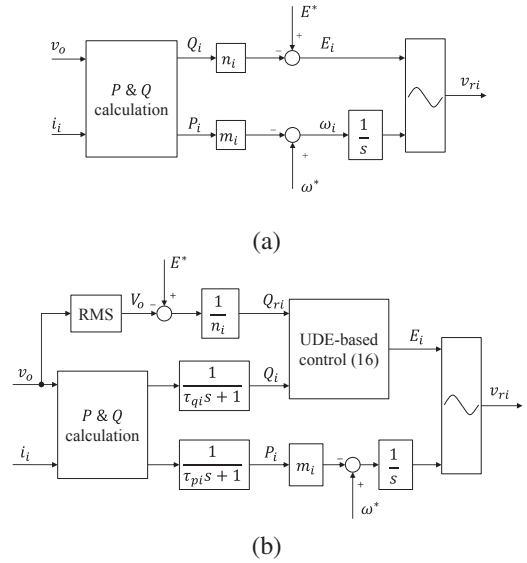 E*
v_o Q_i n_i − + E_i
P & Q
calculation
v_ri
i_i P_i m_i − + ω_i 1/s
ω*
(a)
E*
RMS V_o − + 1/n_i Q_ri
UDE-based
control (16)
E_i
v_o 1/(τ_qi s + 1) Q_i
P & Q
calculation
v_ri
i_i 1/(τ_pi s + 1) P_i m_i − + 1/s
ω*
(b)